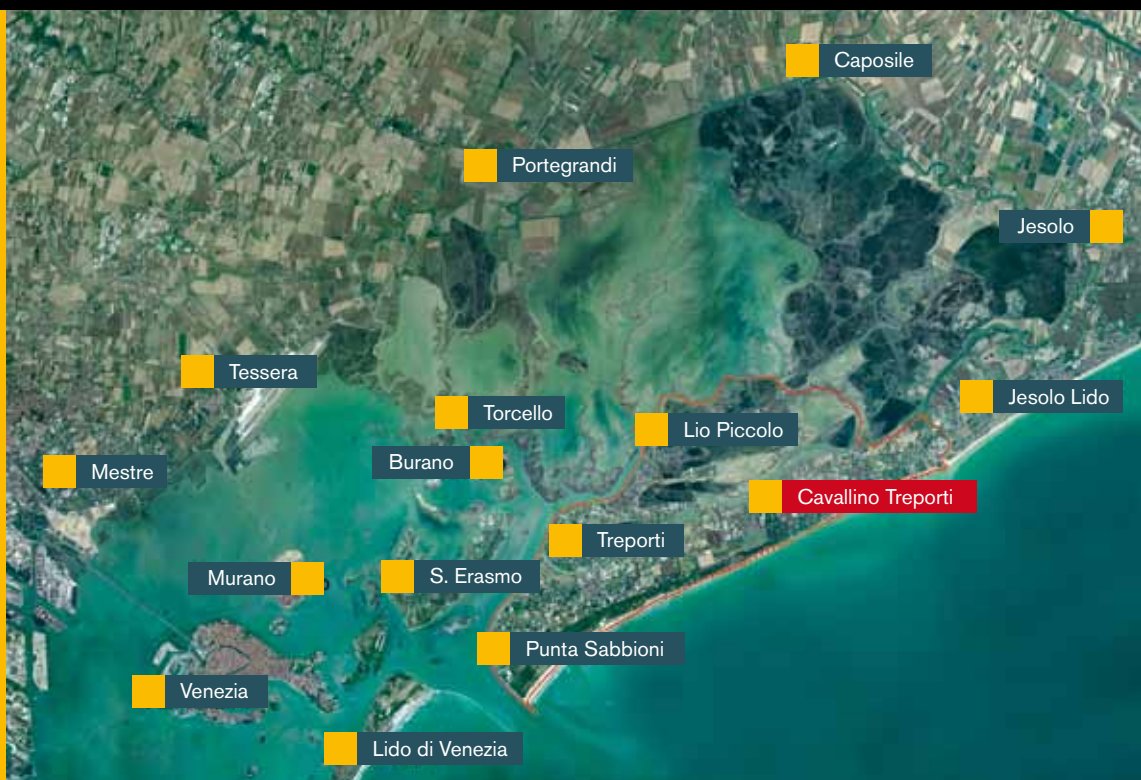 Caposile
Portegrandi
Jesolo
Tessera
Jesolo Lido
Torcello
Lio Piccolo
Burano
Mestre
Cavallino Treporti
Treporti
Murano
S. Erasmo
Punta Sabbioni
Venezia
Lido di Venezia